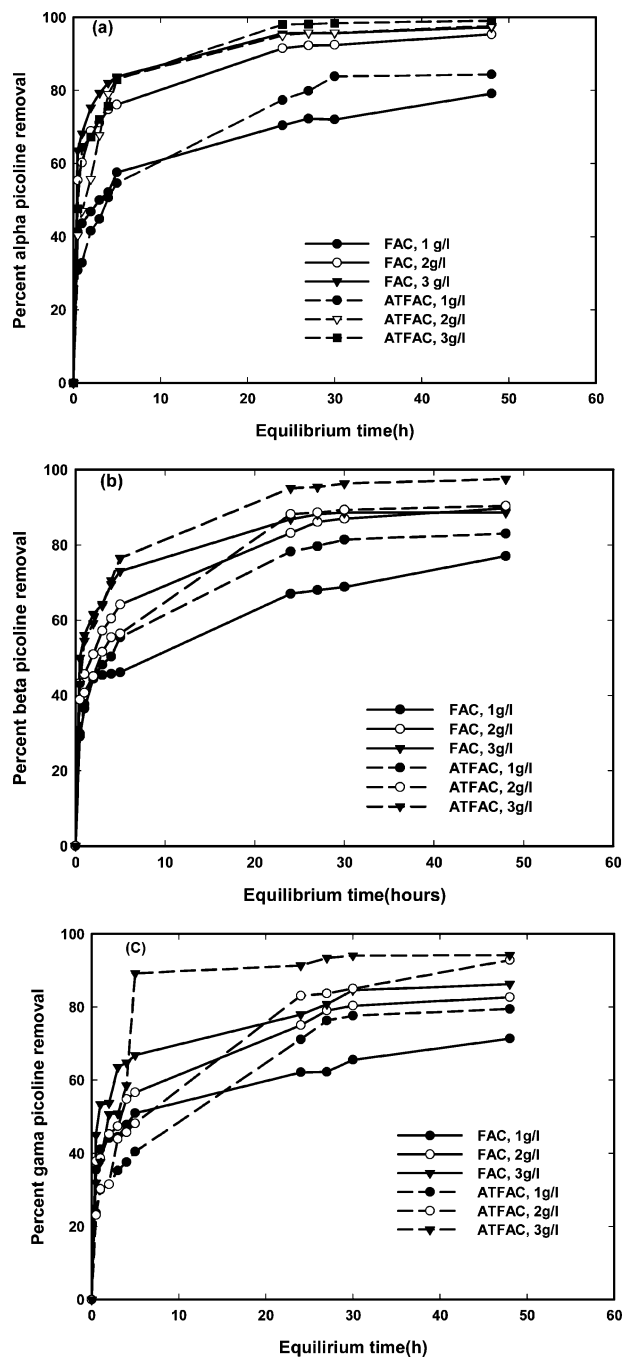 100
(a)
80
60
40
20
0
Percent alpha picoline removal
FAC, 1 g/l
FAC, 2g/l
FAC, 3 g/l
ATFAC, 1g/l
ATFAC, 2g/l
ATFAC, 3g/l
0 10 20 30 40 50 60
Equilibrium time(h)
100
(b)
80
60
40
20
0
Percent beta picoline removal
FAC, 1g/l
FAC, 2g/l
FAC, 3g/l
ATFAC, 1g/l
ATFAC, 2g/l
ATFAC, 3g/l
0 10 20 30 40 50 60
Equilibrium time(hours)
100
(C)
80
60
40
20
0
Percent gama picoline removal
FAC, 1g/l
FAC, 2g/l
FAC, 3g/l
ATFAC, 1g/l
ATFAC, 2g/l
ATFAC, 3g/l
0 10 20 30 40 50 60
Equilirium time(h)